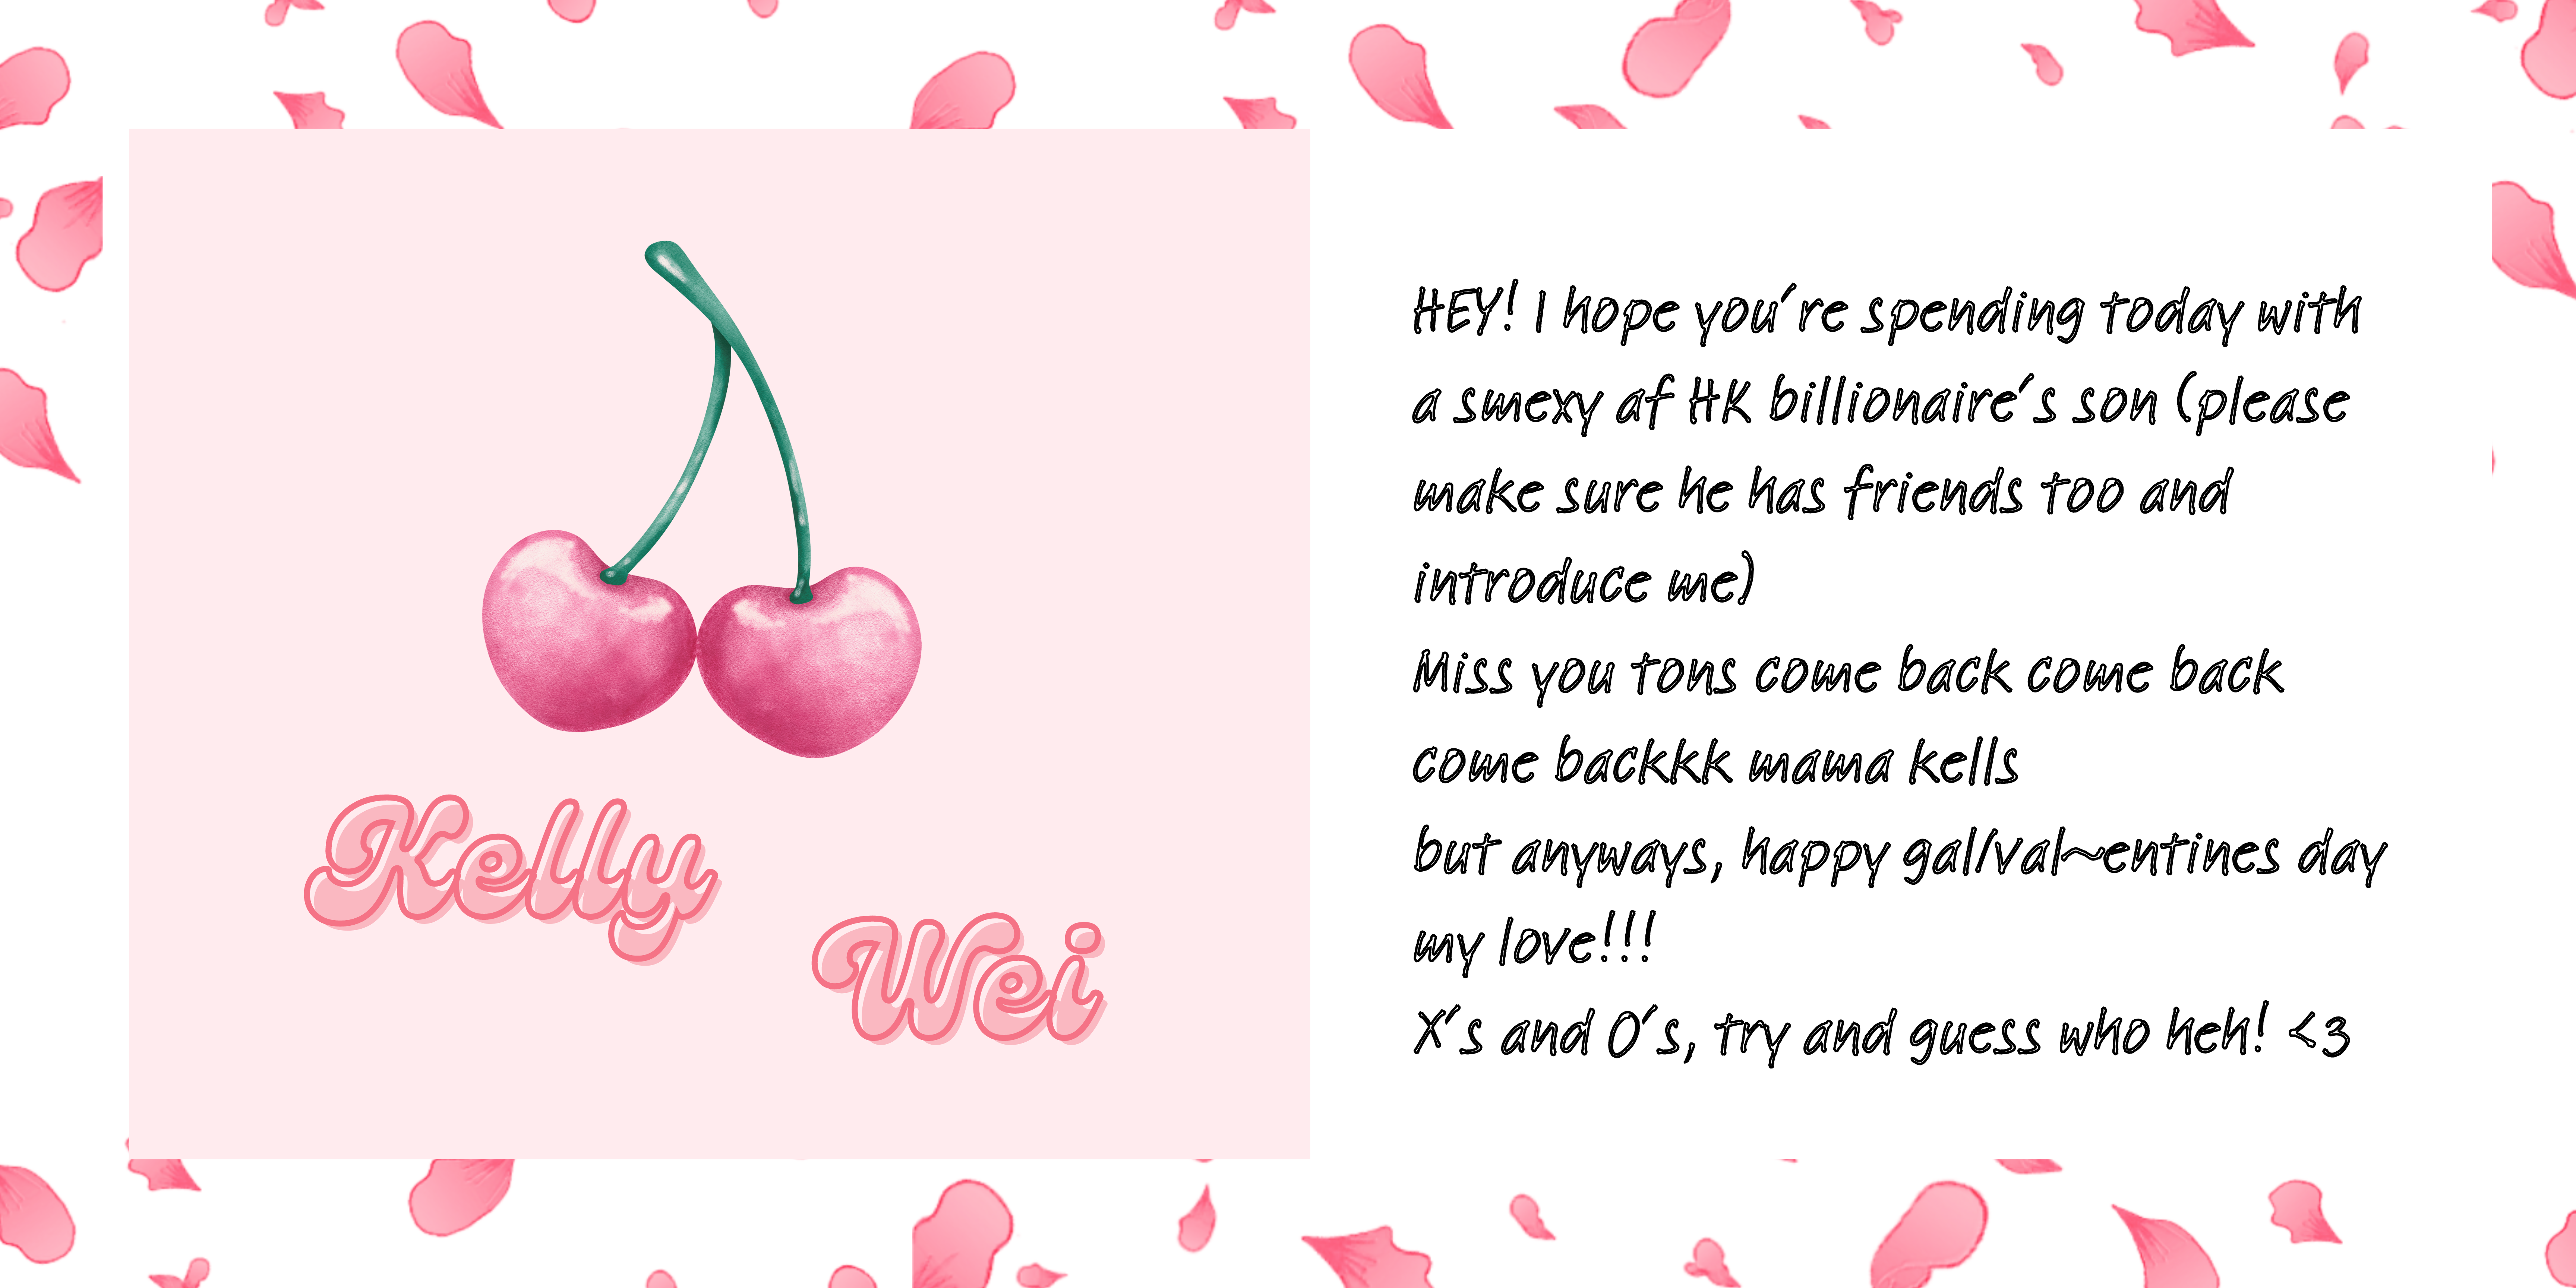 Kelly
Wei
HEY! I hope you're spending today with
a smexy af HK billionaire's son (please
make sure he has friends too and
introduce me)
Miss you tons come back come back
come backkk mama kells
but anyways, happy gal/val~entines day
my love!!!
X's and O's, try and guess who heh! <3